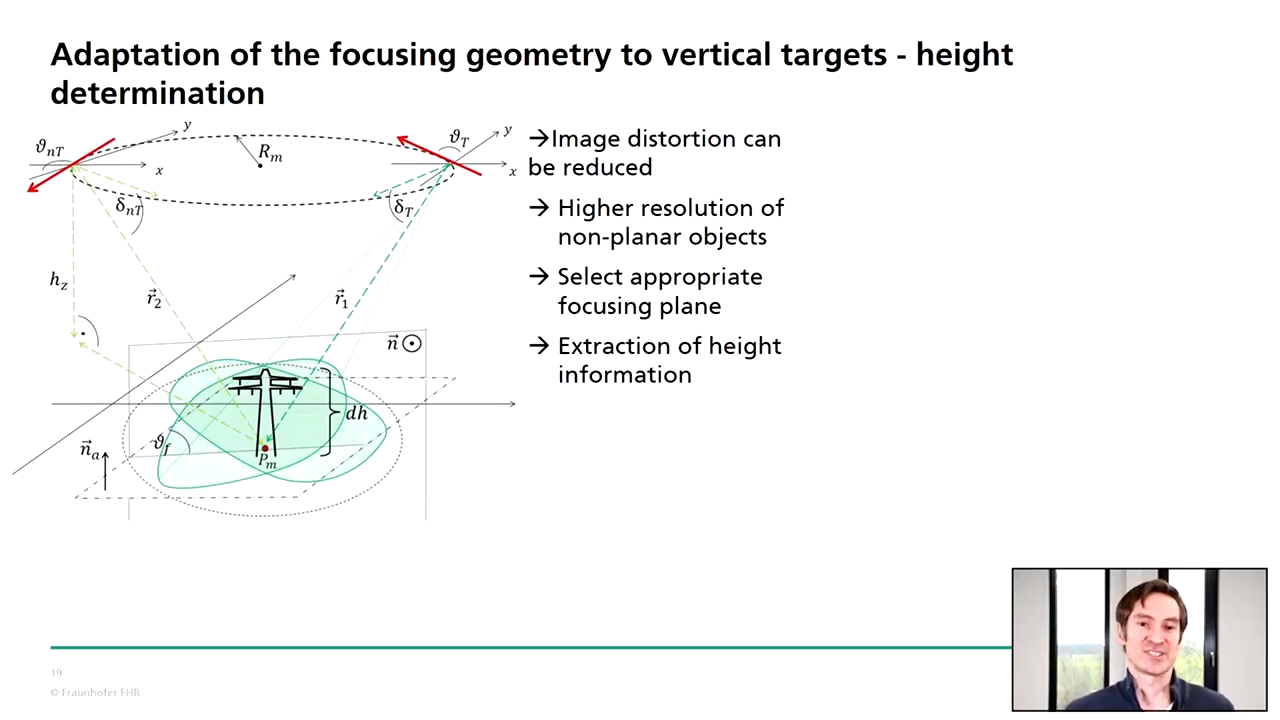 Adaptation of the focusing geometry to vertical targets - height
determination
y
ϑnT
x
Rm
ϑT
y
x
δnT
δT
hz
r⃗2
r⃗1
n⃗
dh
n⃗a
ϑf
Pm
→Image distortion can
be reduced
→ Higher resolution of
non-planar objects
→ Select appropriate
focusing plane
→ Extraction of height
information
19
© Fraunhofer FHR